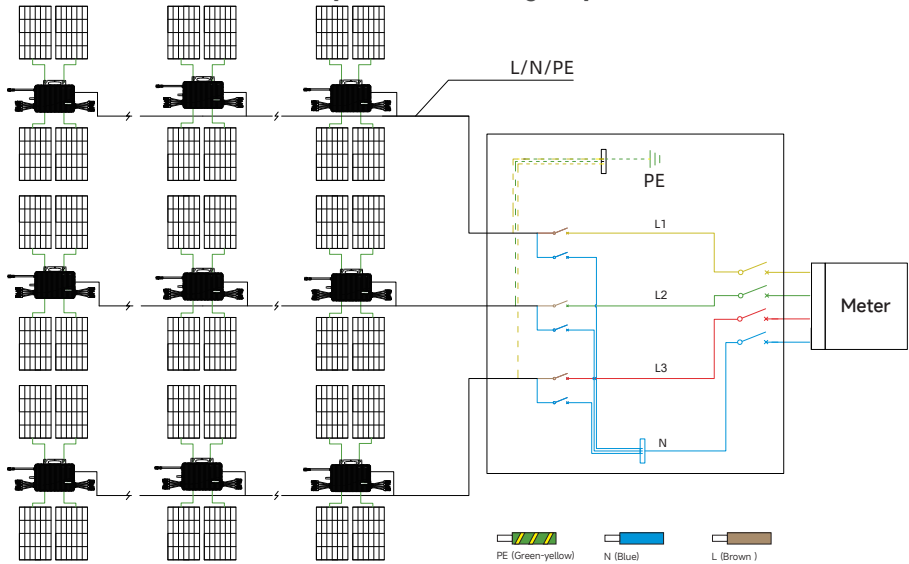 L/N/PE
PE
L1
L2
Meter
L3
N
PE (Green-yellow)
N (Blue)
L (Brown )